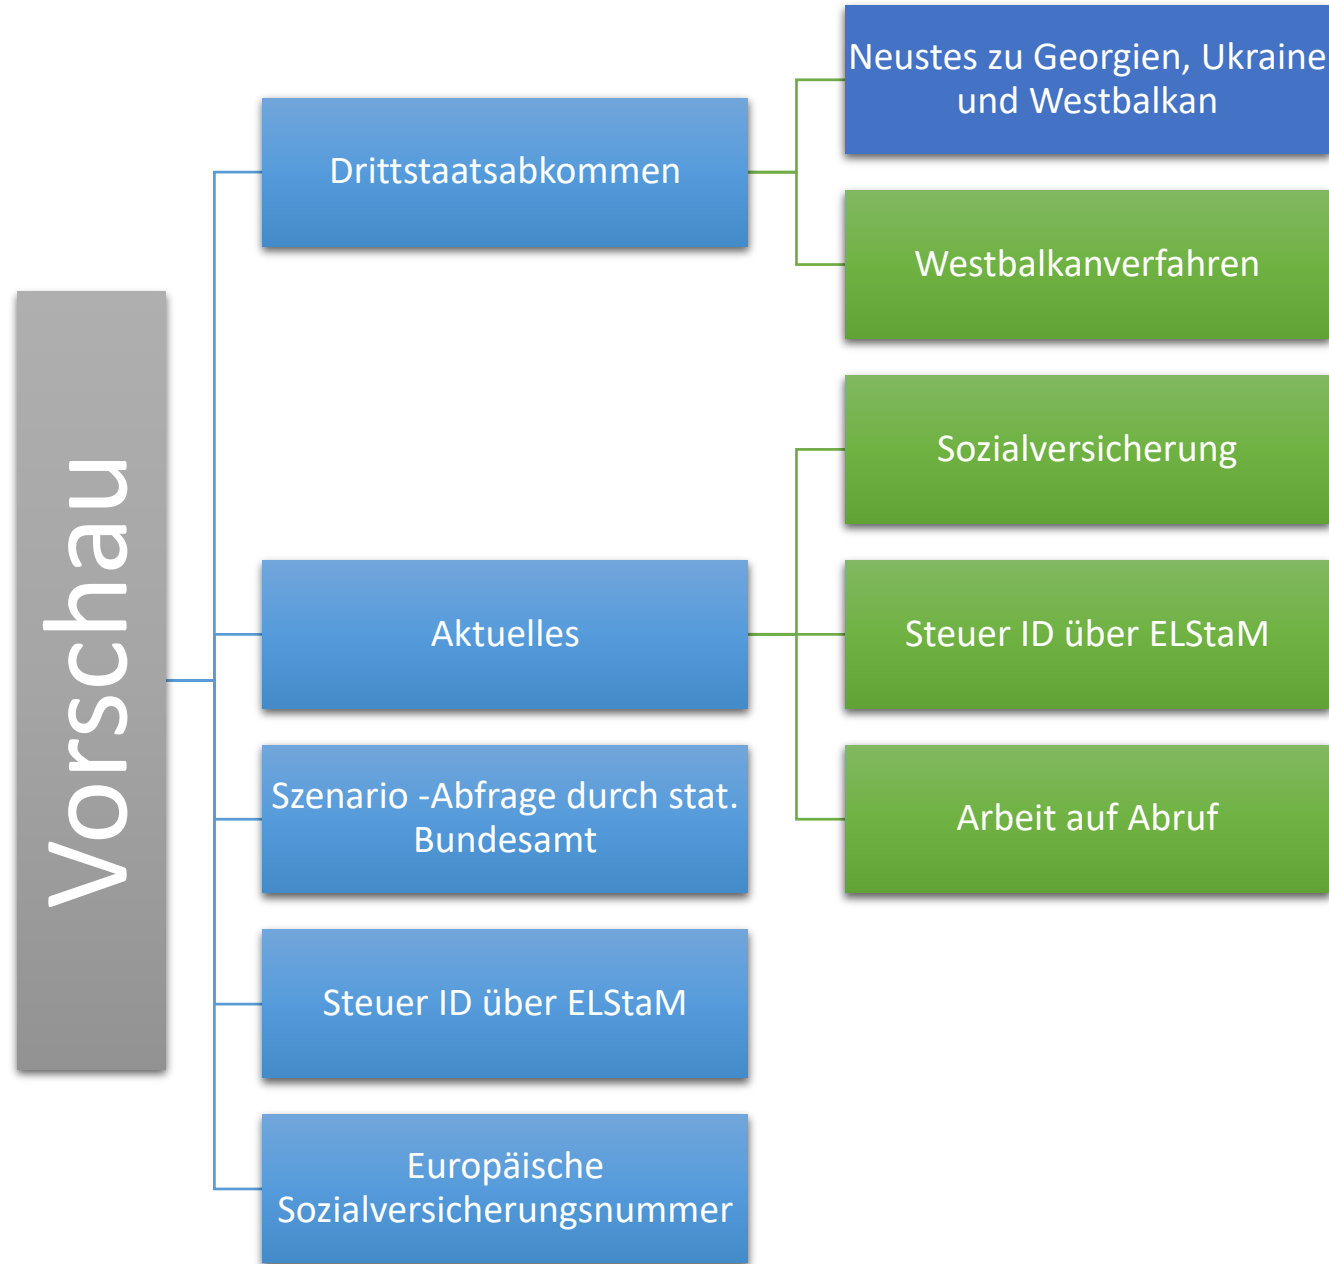 Vorschau
Drittstaatsabkommen
Neustes zu Georgien, Ukraine
und Westbalkan
Westbalkanverfahren
Aktuelles
Sozialversicherung
Steuer ID über ELStaM
Arbeit auf Abruf
Szenario -Abfrage durch stat.
Bundesamt
Steuer ID über ELStaM
Europäische
Sozialversicherungsnummer